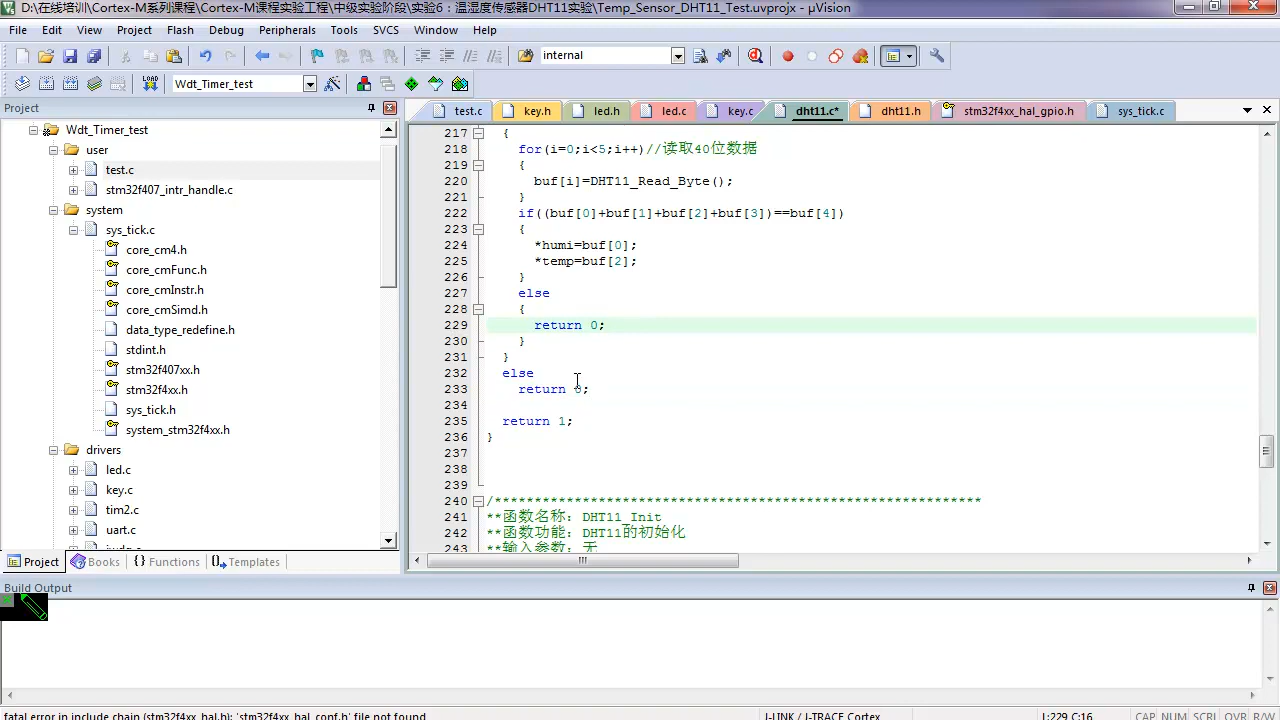 D:\在线培训\Cortex-M系列课程\Cortex-M课程实验工程\中级实验阶段\实验6：温湿度传感器DHT11实验\Temp_Sensor_DHT11_Test.uvprojx - µVision
File Edit View Project Flash Debug Peripherals Tools SVCS Window Help
internal
LOAD Wdt_Timer_test
Project
test.c key.h led.h led.c key.c dht11.c* dht11.h stm32f4xx_hal_gpio.h sys_tick.c
Wdt_Timer_test
user
test.c
stm32f407_intr_handle.c
system
sys_tick.c
core_cm4.h
core_cmFunc.h
core_cmInstr.h
core_cmSimd.h
data_type_redefine.h
stdint.h
stm32f407xx.h
stm32f4xx.h
sys_tick.h
system_stm32f4xx.h
drivers
led.c
key.c
tim2.c
uart.c
217 {
218 for(i=0;i<5;i++)//读取40位数据
219 {
220 buf[i]=DHT11_Read_Byte();
221 }
222 if((buf[0]+buf[1]+buf[2]+buf[3])==buf[4])
223 {
224 *humi=buf[0];
225 *temp=buf[2];
226 }
227 else
228 {
229 return 0;
230 }
231 }
232 else
233 return 0;
234
235 return 1;
236 }
237
238
239
240 /*************************************************************
241 **函数名称：DHT11_Init
242 **函数功能：DHT11的初始化
243 **输入参数：无
Project Books {} Functions Templates
Build Output
fatal error in include chain (stm32f4xx_hal.h): 'stm32f4xx_hal_conf.h' file not found
J-LINK / J-TRACE Cortex
L:229 C:16
CAP NUM SCRL OVR R/W